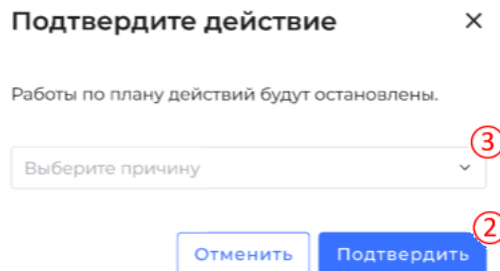 Подтвердите действие
Работы по плану действий будут остановлены.
③
Выберите причину
②
Отменить Подтвердить